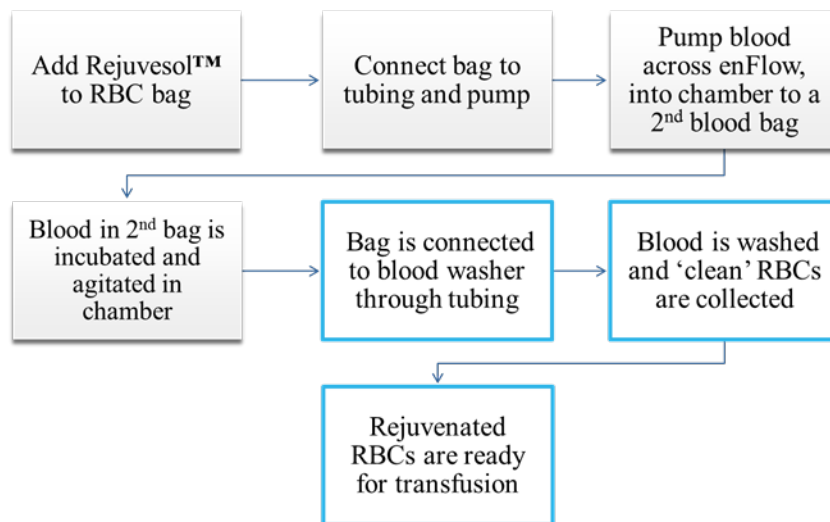 Add Rejuvesol™
to RBC bag
Connect bag to
tubing and pump
Pump blood
across enFlow,
into chamber to a
2nd blood bag
Blood in 2nd bag is
incubated and
agitated in
chamber
Bag is connected
to blood washer
through tubing
Blood is washed
and ‘clean’ RBCs
are collected
Rejuvenated
RBCs are ready
for transfusion